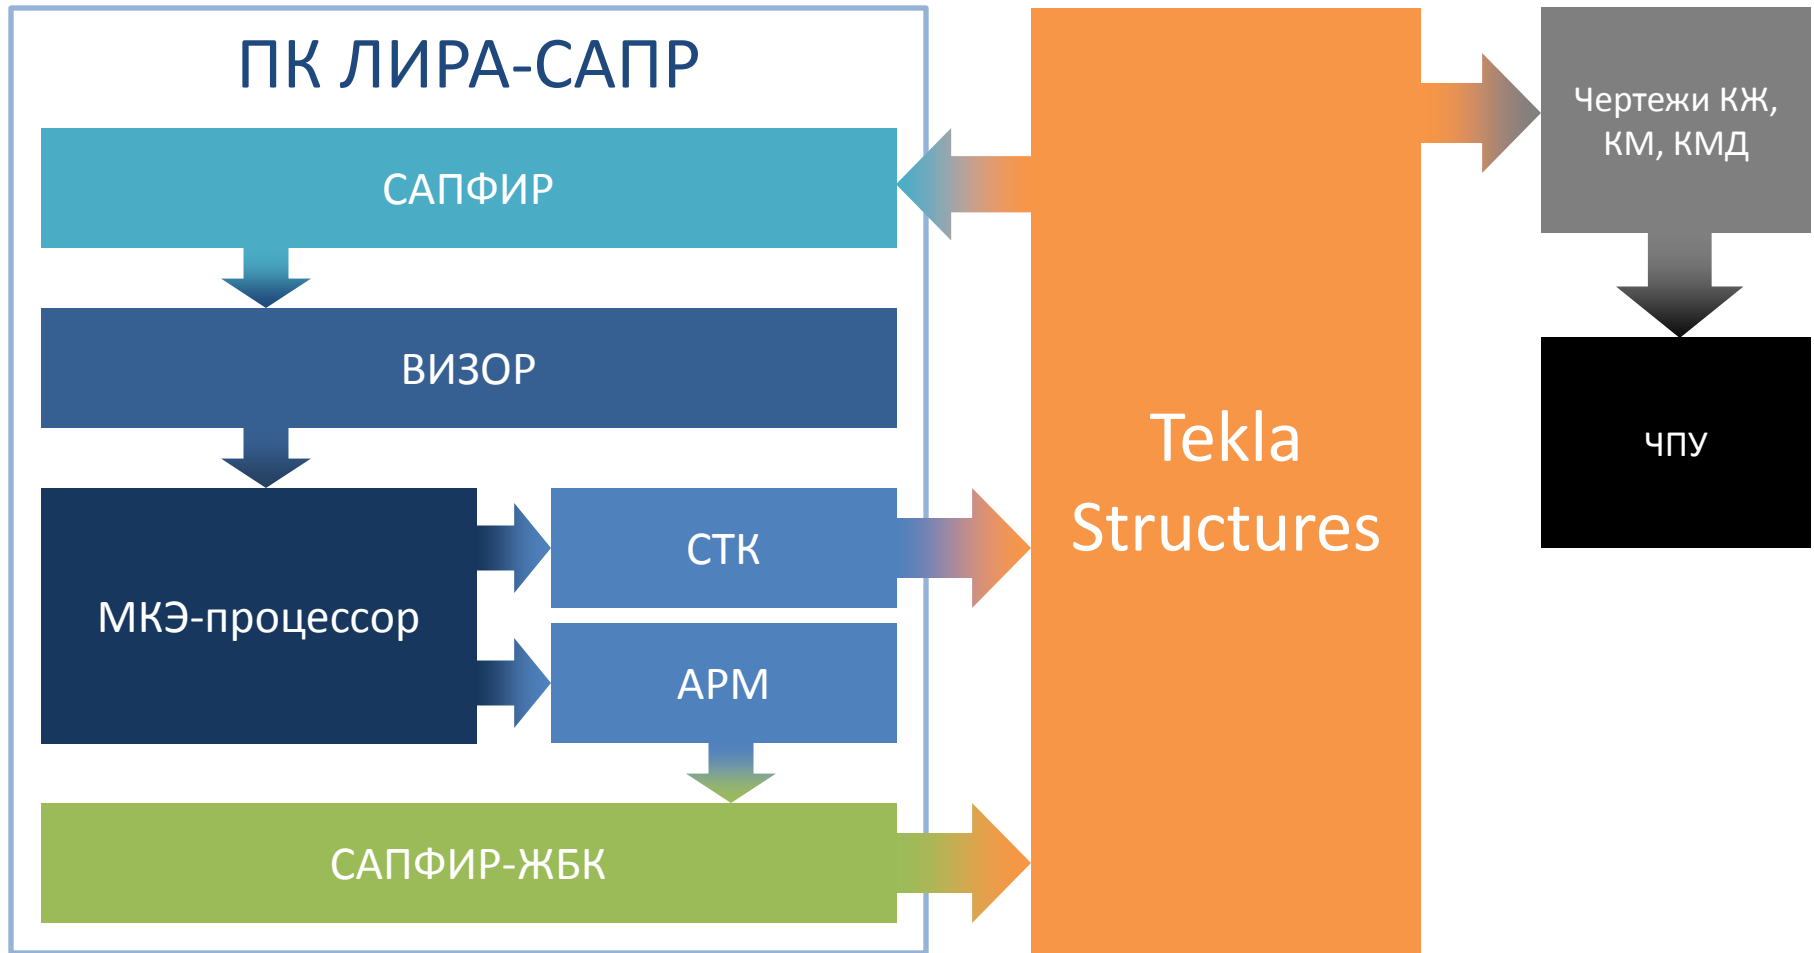 ПК ЛИРА-САПР
САПФИР
ВИЗОР
МКЭ-процессор
СТК
АРМ
САПФИР-ЖБК
Tekla
Structures
Чертежи КЖ,
КМ, КМД
ЧПУ